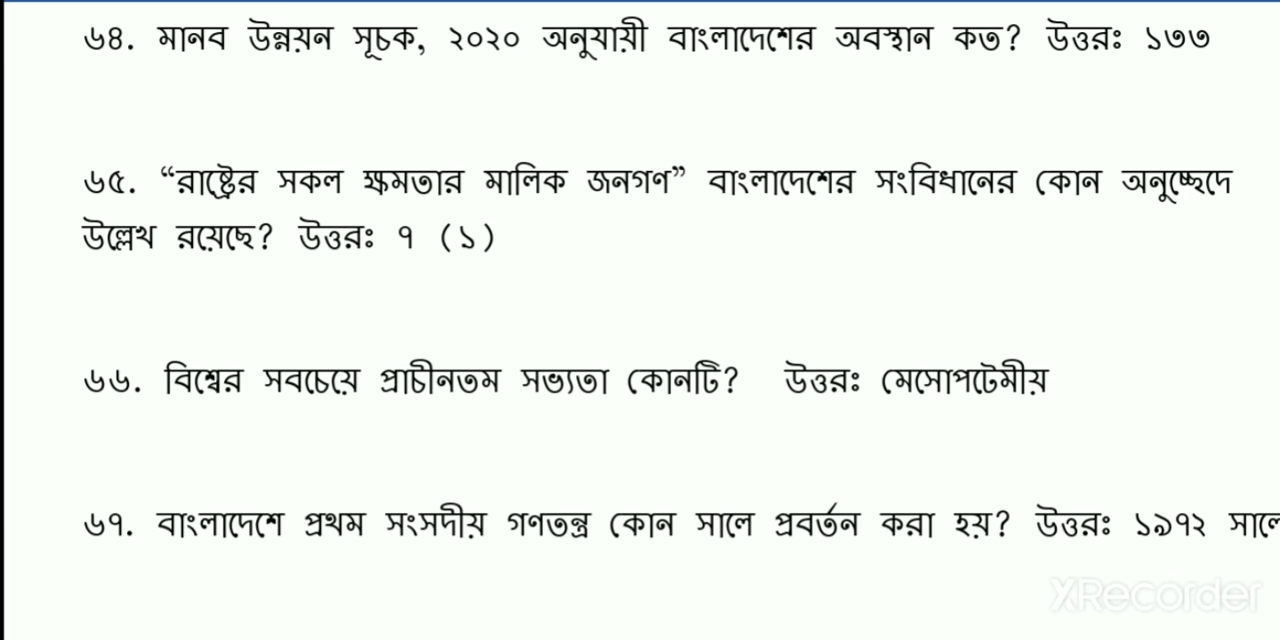 ৬৪. মানব উন্নয়ন সূচক, ২০২০ অনুযায়ী বাংলাদেশের অবস্থান কত? উত্তরঃ ১৩৩
৬৫. “রাষ্ট্রের সকল ক্ষমতার মালিক জনগণ” বাংলাদেশের সংবিধানের কোন অনুচ্ছেদে
উল্লেখ রয়েছে? উত্তরঃ ৭ (১)
৬৬. বিশ্বের সবচেয়ে প্রাচীনতম সভ্যতা কোনটি? উত্তরঃ মেসোপটেমীয়
৬৭. বাংলাদেশে প্রথম সংসদীয় গণতন্ত্র কোন সালে প্রবর্তন করা হয়? উত্তরঃ ১৯৭২ সালে
XRecorder